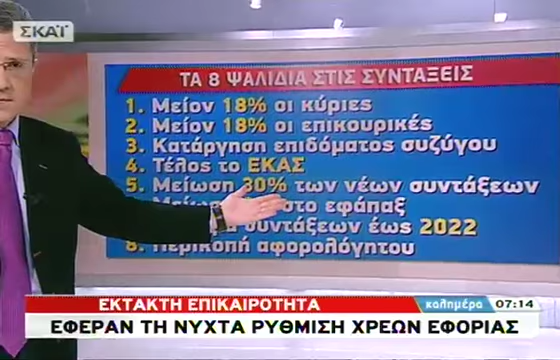 ΣΚΑΪ
ΤΑ 8 ΨΑΛΙΔΙΑ ΣΤΙΣ ΣΥΝΤΑΞΕΙΣ
1. Μείον 18% οι κύριες
2. Μείον 18% οι επικουρικές
3. Κατάργηση επιδόματος συζύγου
4. Τέλος το ΕΚΑΣ
5. Μείωση 30% των νέων συντάξεων
στο εφάπαξ
συντάξεων έως 2022
8. Περικοπή αφορολόγητου
ΕΚΤΑΚΤΗ ΕΠΙΚΑΙΡΟΤΗΤΑ
καλημέρα 07:14
ΕΦΕΡΑΝ ΤΗ ΝΥΧΤΑ ΡΥΘΜΙΣΗ ΧΡΕΩΝ ΕΦΟΡΙΑΣ